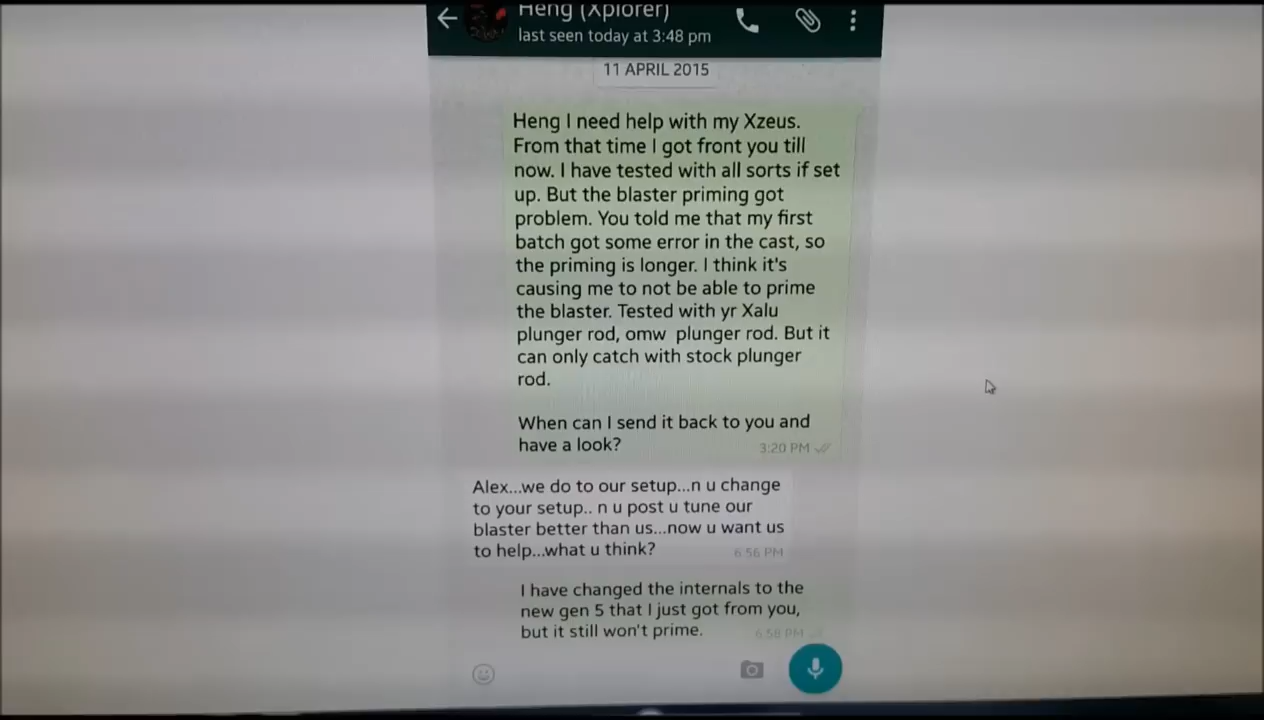 Heng (Xplorer)
last seen today at 3:48 pm
11 APRIL 2015
Heng I need help with my Xzeus.
From that time I got front you till
now. I have tested with all sorts if set
up. But the blaster priming got
problem. You told me that my first
batch got some error in the cast, so
the priming is longer. I think it's
causing me to not be able to prime
the blaster. Tested with yr Xalu
plunger rod, omw plunger rod. But it
can only catch with stock plunger
rod.
When can I send it back to you and
have a look?
3:20 PM
Alex...we do to our setup...n u change
to your setup.. n u post u tune our
blaster better than us...now u want us
to help...what u think?
6:56 PM
I have changed the internals to the
new gen 5 that I just got from you,
but it still won't prime.
6:58 PM